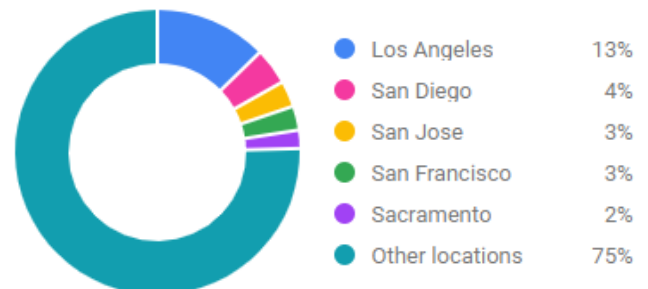 Los Angeles 13%
San Diego 4%
San Jose 3%
San Francisco 3%
Sacramento 2%
Other locations 75%